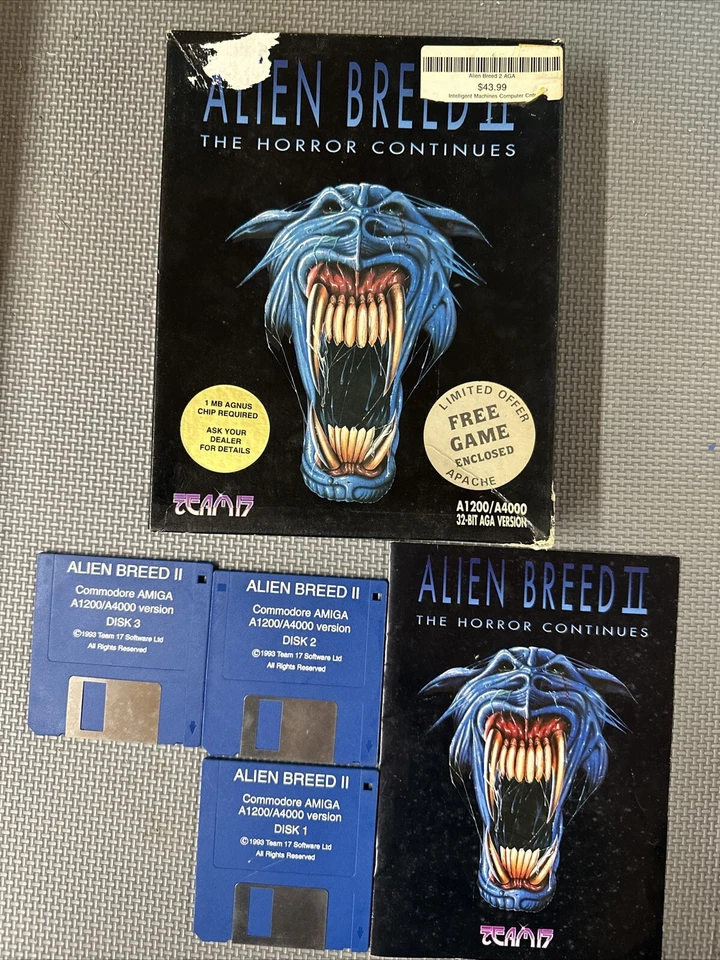 Alien Breed 2 AGA
$43.99
Intelligent Machines Computer
ALIEN BREED II
THE HORROR CONTINUES
1 MB AGNUS
CHIP REQUIRED
ASK YOUR
DEALER
FOR DETAILS
LIMITED OFFER
FREE
GAME
ENCLOSED
APACHE
TEAM 17
A1200/A4000
32-BIT AGA VERSION
ALIEN BREED II
Commodore AMIGA
A1200/A4000 version
DISK 3
©1993 Team 17 Software Ltd
All Rights Reserved
ALIEN BREED II
Commodore AMIGA
A1200/A4000 version
DISK 2
©1993 Team 17 Software Ltd
All Rights Reserved
ALIEN BREED II
Commodore AMIGA
A1200/A4000 version
DISK 1
©1993 Team 17 Software Ltd
All Rights Reserved
ALIEN BREED II
THE HORROR CONTINUES
TEAM 17